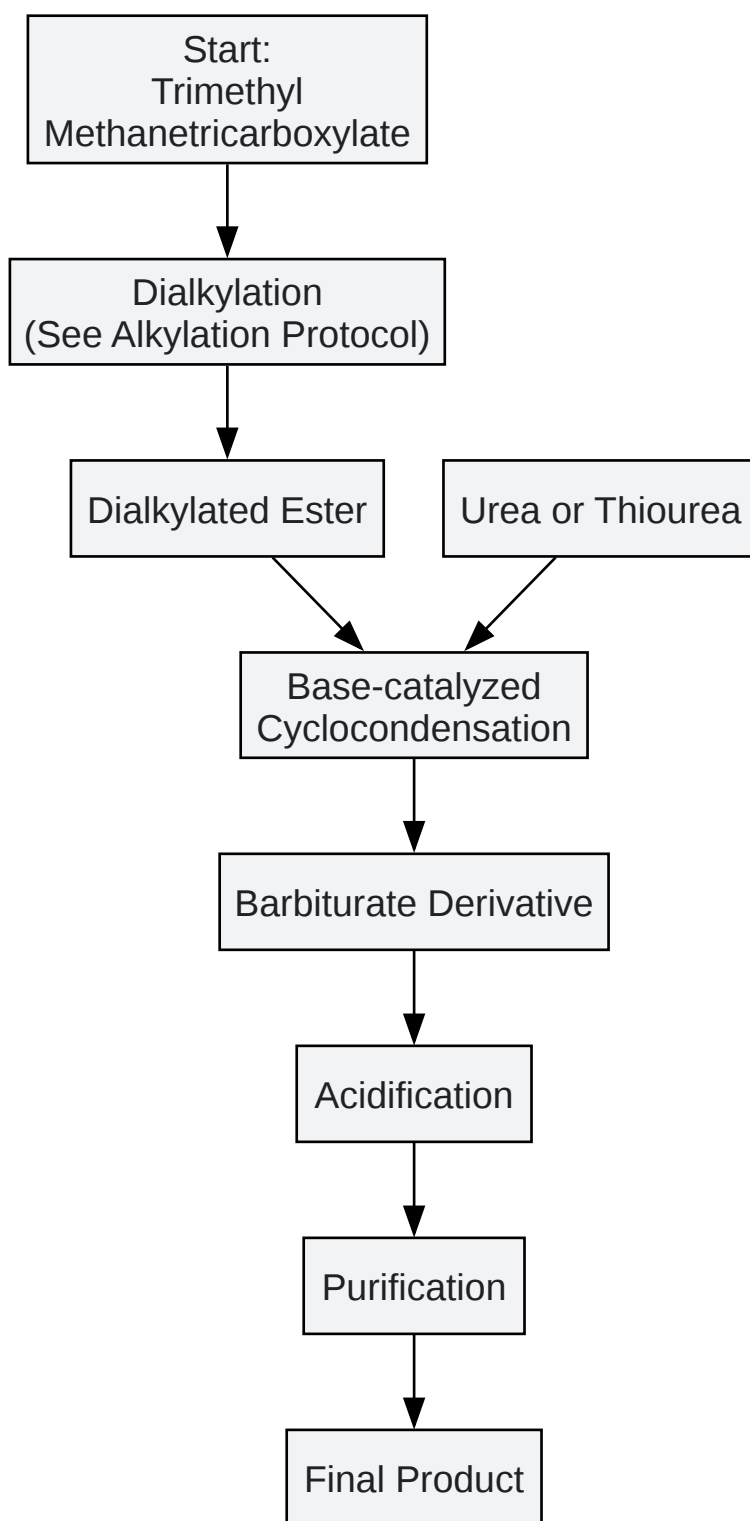 Start:
Trimethyl
Methanetricarboxylate
Dialkylation
(See Alkylation Protocol)
Dialkylated Ester
Urea or Thiourea
Base-catalyzed
Cyclocondensation
Barbiturate Derivative
Acidification
Purification
Final Product